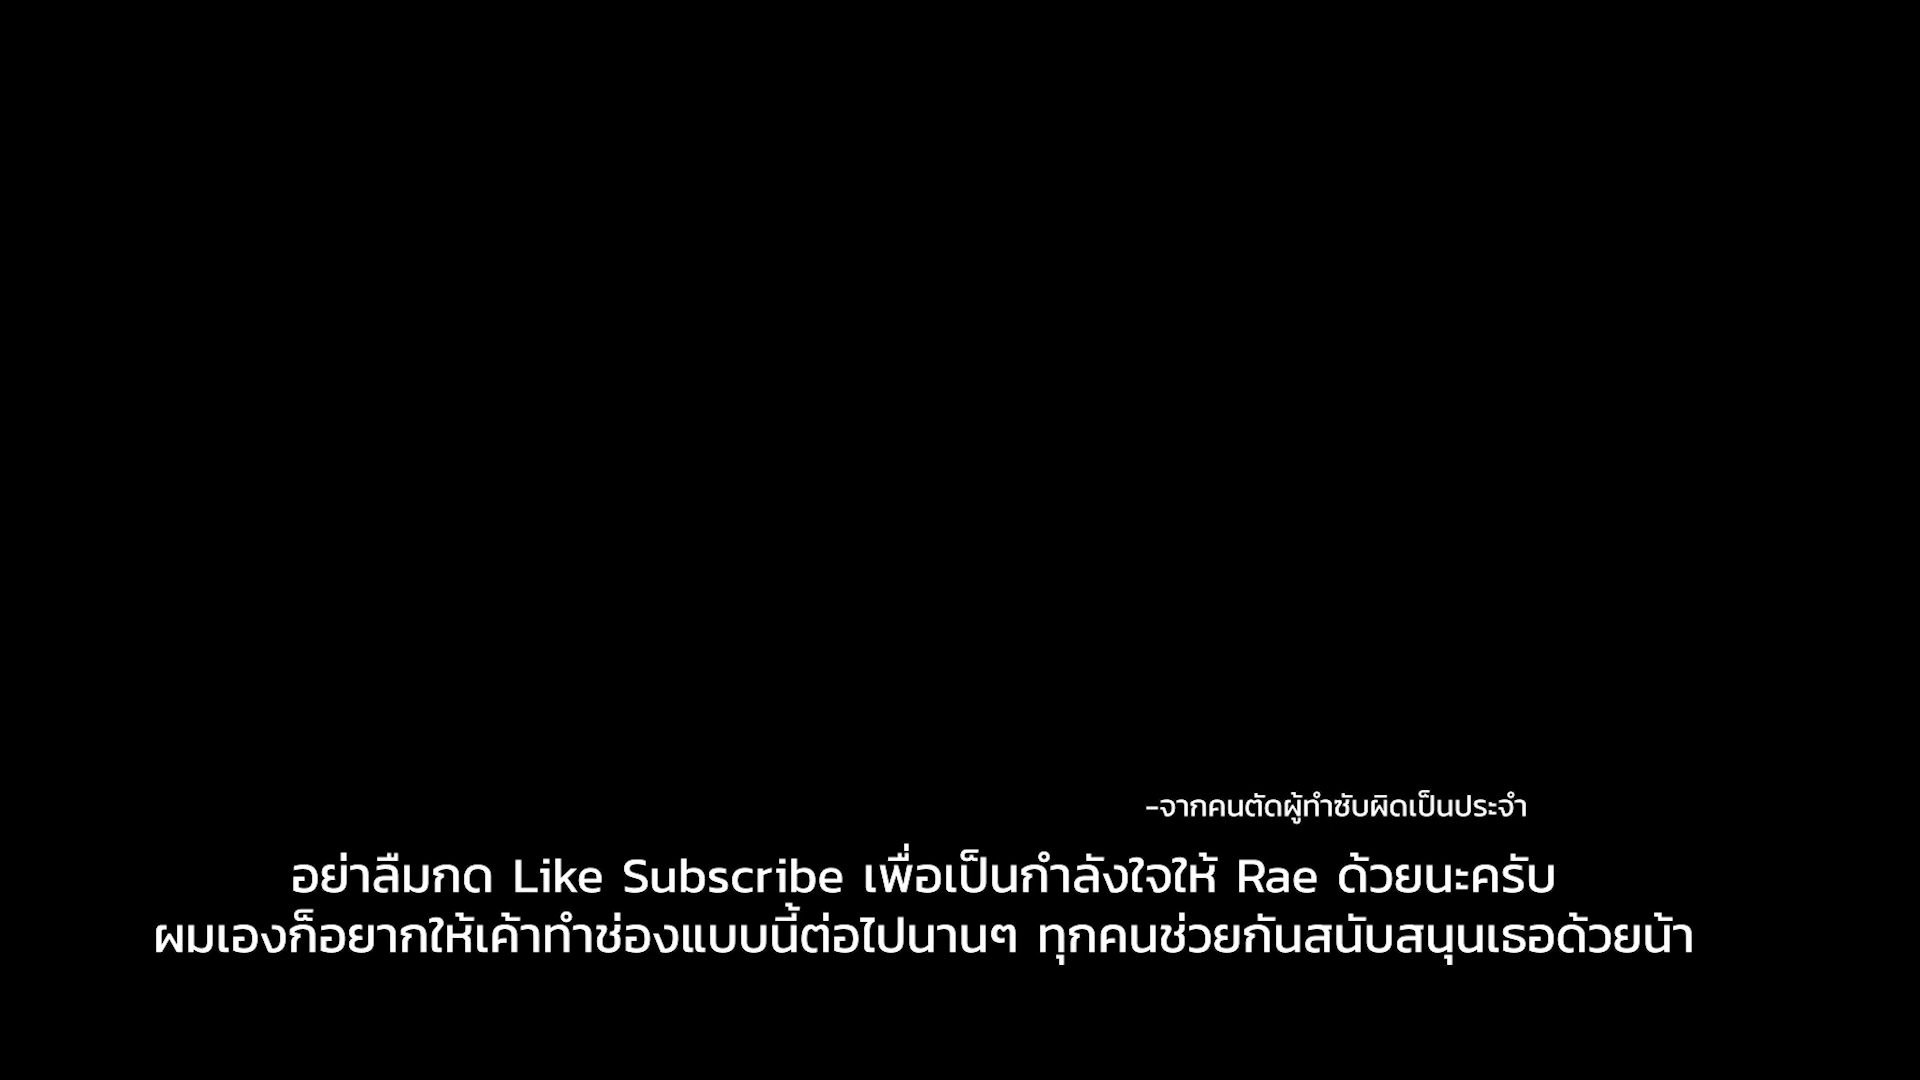 -จากคนตัดผู้ทำซับผิดเป็นประจำ
อย่าลืมกด Like Subscribe เพื่อเป็นกำลังใจให้ Rae ด้วยนะครับ
ผมเองก็อยากให้เค้าทำช่องแบบนี้ต่อไปนานๆ ทุกคนช่วยกันสนับสนุนเธอด้วยน้า